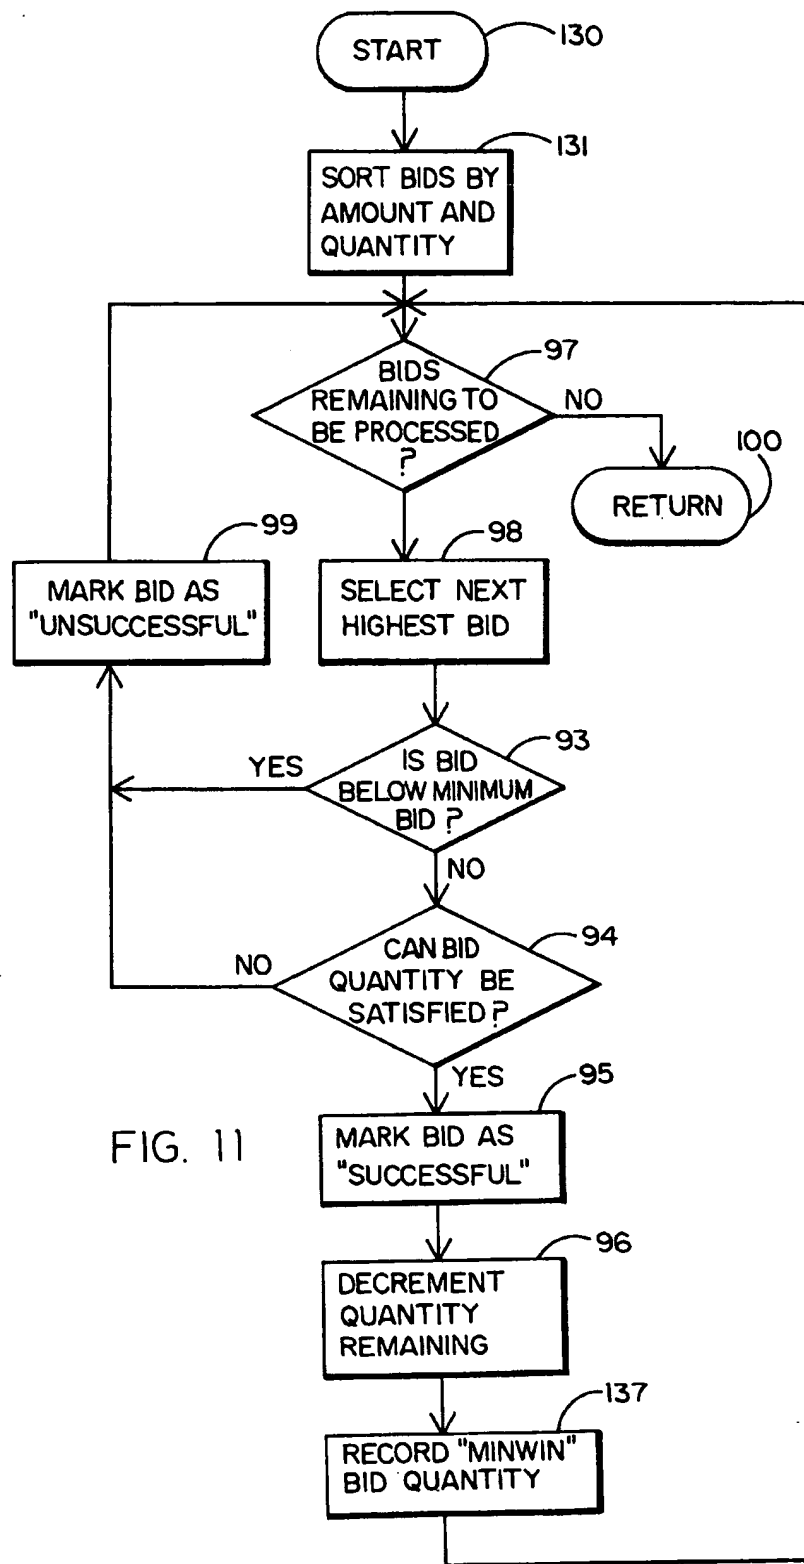 START
130
131
SORT BIDS BY
AMOUNT AND
QUANTITY
97
BIDS
REMAINING TO
BE PROCESSED
?
NO
100
RETURN
99
MARK BID AS
"UNSUCCESSFUL"
98
SELECT NEXT
HIGHEST BID
93
YES
IS BID
BELOW MINIMUM
BID ?
NO
94
NO
CAN BID
QUANTITY BE
SATISFIED ?
YES
95
FIG. 11
MARK BID AS
"SUCCESSFUL"
96
DECREMENT
QUANTITY
REMAINING
137
RECORD "MINWIN"
BID QUANTITY